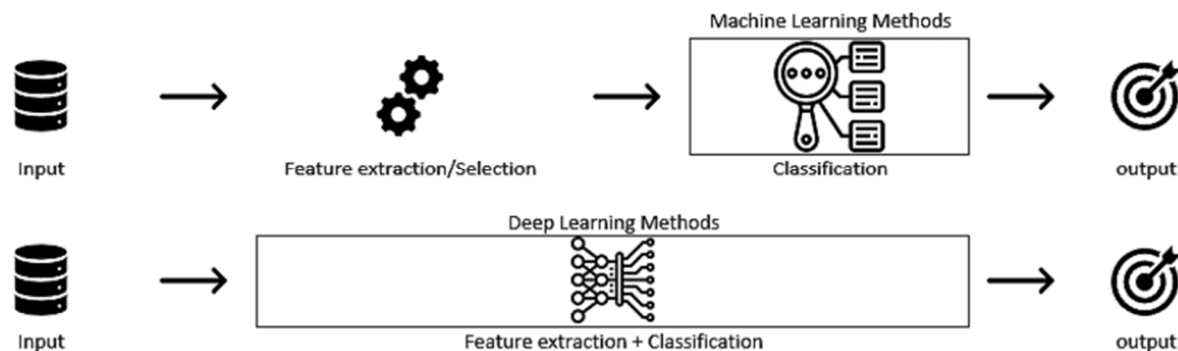 Machine Learning Methods
Input
Feature extraction/Selection
Classification
output
Deep Learning Methods
Input
Feature extraction + Classification
output